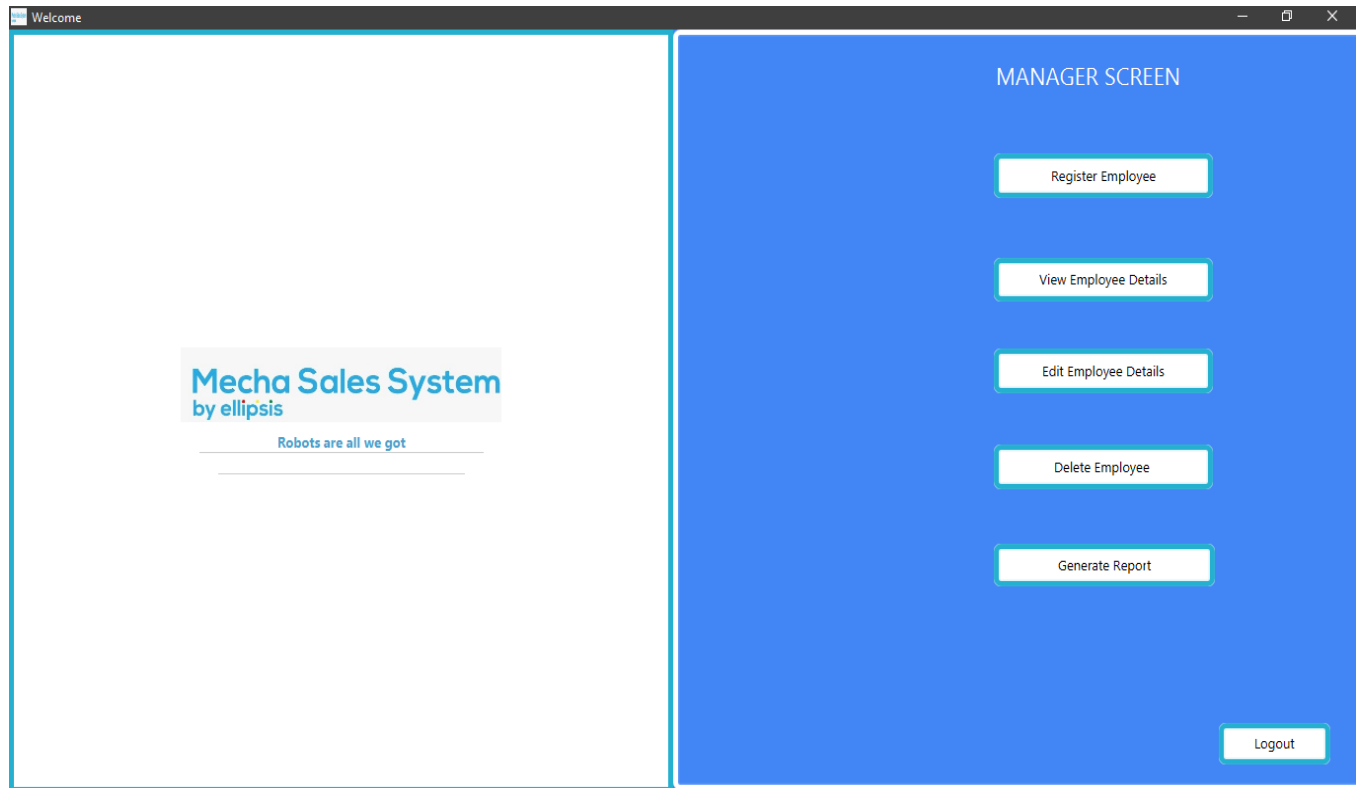 Welcome
Mecha Sales System
by ellipsis
Robots are all we got
MANAGER SCREEN
Register Employee
View Employee Details
Edit Employee Details
Delete Employee
Generate Report
Logout